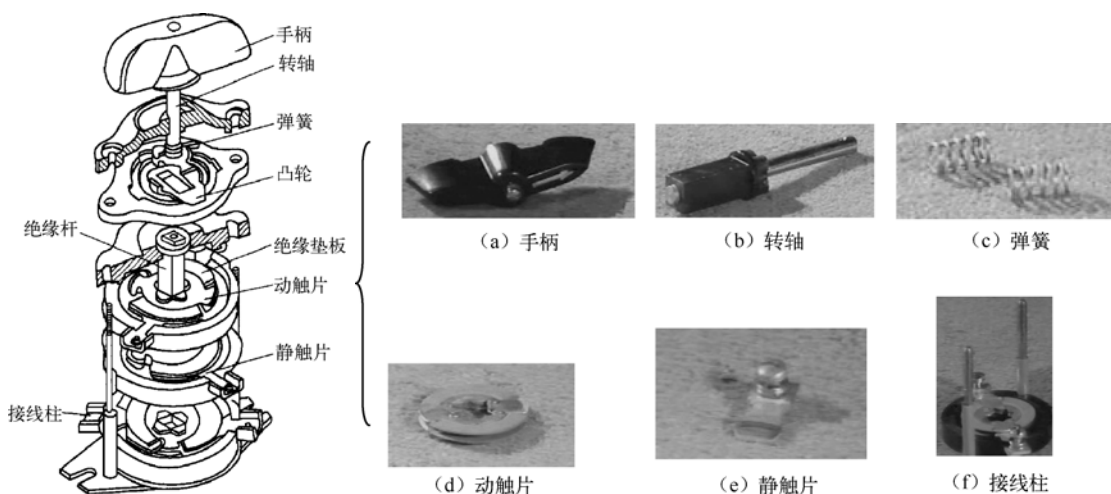 手柄
转轴
弹簧
凸轮
绝缘杆
绝缘垫板
动触片
静触片
接线柱
(a) 手柄
(b) 转轴
(c) 弹簧
(d) 动触片
(e) 静触片
(f) 接线柱